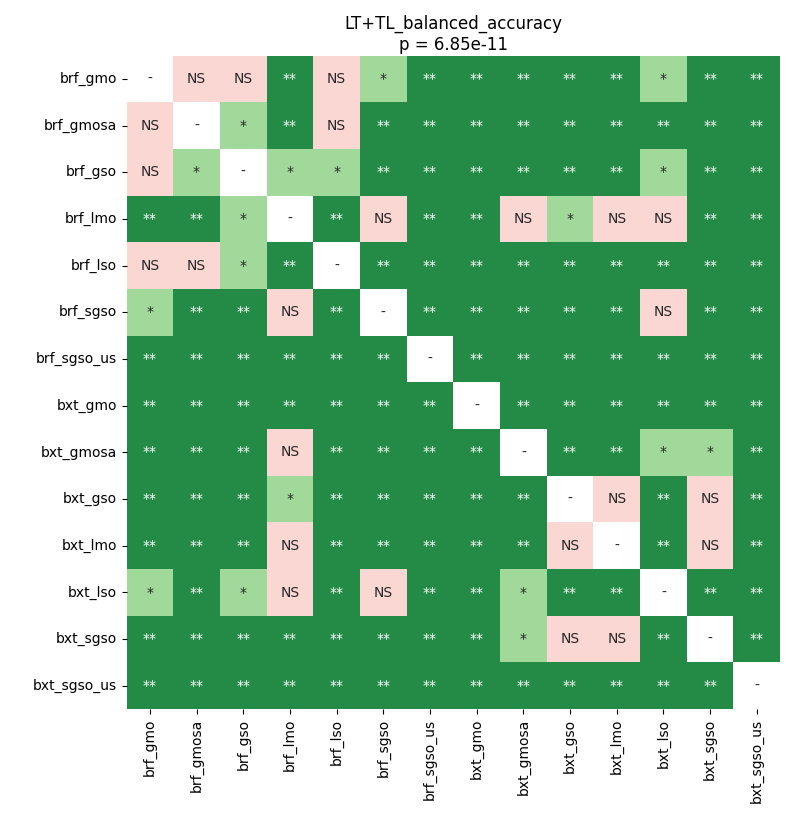 LT+TL_balanced_accuracy
p = 6.85e-11
brf_gmo - NS NS ** NS * ** ** ** ** ** * ** **
brf_gmosa NS - * ** NS ** ** ** ** ** ** ** ** **
brf_gso NS * - * * ** ** ** ** ** ** * ** **
brf_lmo ** ** * - ** NS ** ** NS * NS NS ** **
brf_lso NS NS * ** - ** ** ** ** ** ** ** ** **
brf_sgso * ** ** NS ** - ** ** ** ** ** NS ** **
brf_sgso_us ** ** ** ** ** ** - ** ** ** ** ** ** **
bxt_gmo ** ** ** ** ** ** ** - ** ** ** ** ** **
bxt_gmosa ** ** ** NS ** ** ** ** - ** ** * * **
bxt_gso ** ** ** * ** ** ** ** ** - NS ** NS **
bxt_lmo ** ** ** NS ** ** ** ** ** NS - ** NS **
bxt_lso * ** * NS ** NS ** ** * ** ** - ** **
bxt_sgso ** ** ** ** ** ** ** ** * NS NS ** - **
bxt_sgso_us ** ** ** ** ** ** ** ** ** ** ** ** ** -
brf_gmo
brf_gmosa
brf_gso
brf_lmo
brf_lso
brf_sgso
brf_sgso_us
bxt_gmo
bxt_gmosa
bxt_gso
bxt_lmo
bxt_lso
bxt_sgso
bxt_sgso_us